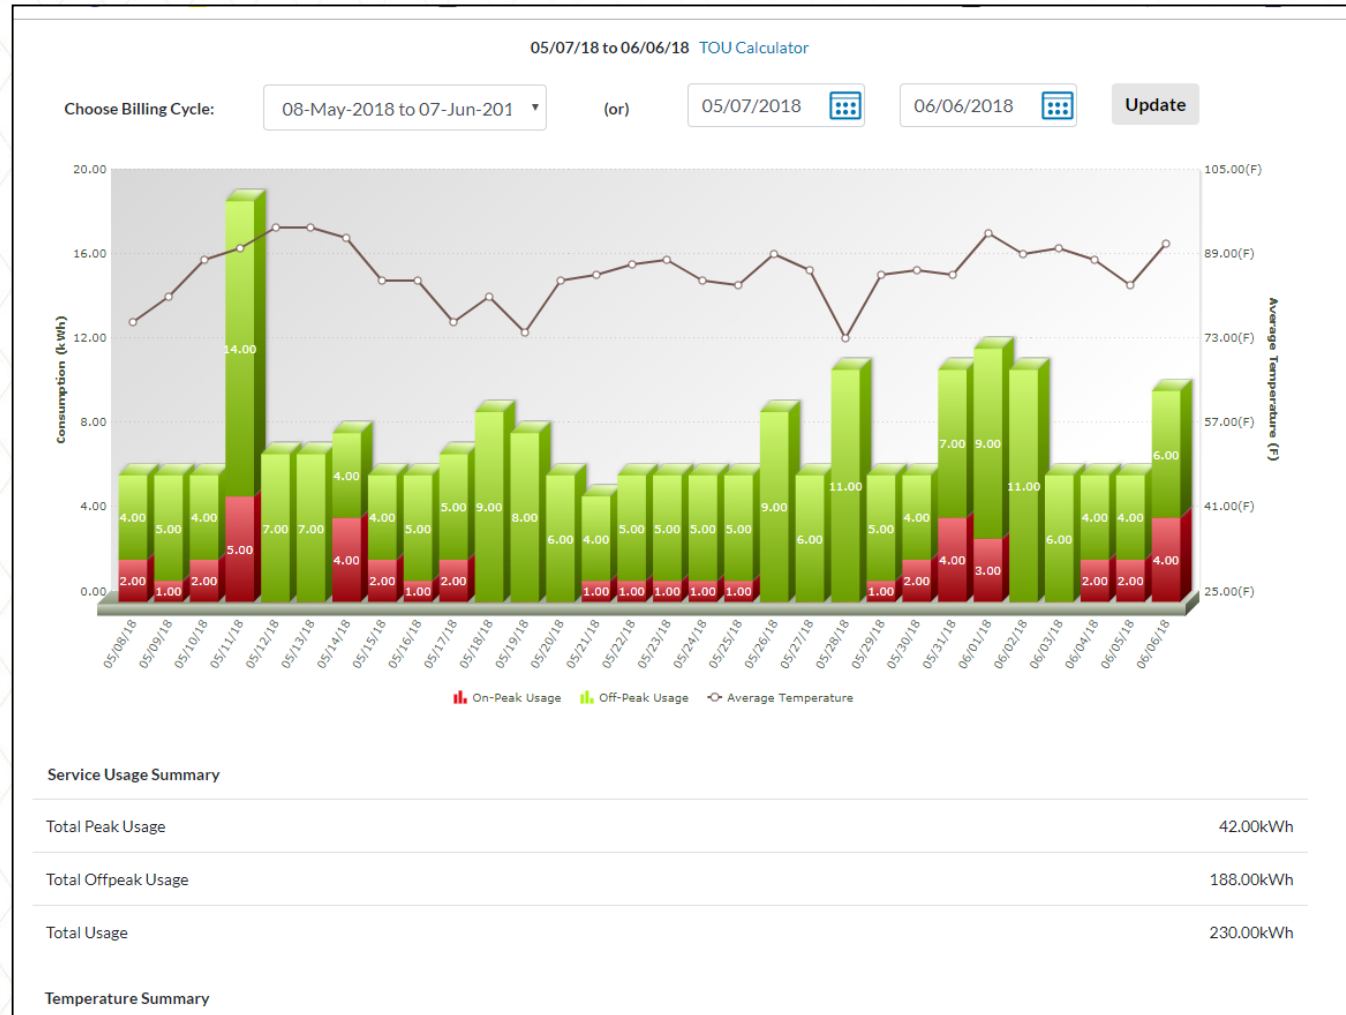 05/07/18 to 06/06/18 TOU Calculator
Choose Billing Cycle: 08-May-2018 to 07-Jun-201 (or) 05/07/2018 06/06/2018 Update
20.00 105.00(F)
16.00 89.00(F)
12.00 73.00(F)
8.00 57.00(F)
4.00 41.00(F)
0.00 25.00(F)
Consumption (kWh)
Average Temperature (F)
4.00 5.00 4.00 14.00 7.00 7.00 4.00 4.00 5.00 5.00 9.00 8.00 6.00 4.00 5.00 5.00 5.00 5.00 9.00 6.00 11.00 5.00 4.00 7.00 9.00 11.00 6.00 4.00 4.00 6.00
2.00 1.00 2.00 5.00 4.00 2.00 1.00 2.00 1.00 1.00 1.00 1.00 1.00 1.00 2.00 4.00 3.00 2.00 2.00 4.00
05/08/18 05/09/18 05/10/18 05/11/18 05/12/18 05/13/18 05/14/18 05/15/18 05/16/18 05/17/18 05/18/18 05/19/18 05/20/18 05/21/18 05/22/18 05/23/18 05/24/18 05/25/18 05/26/18 05/27/18 05/28/18 05/29/18 05/30/18 05/31/18 06/01/18 06/02/18 06/03/18 06/04/18 06/05/18 06/06/18
On-Peak Usage Off-Peak Usage Average Temperature
Service Usage Summary
Total Peak Usage 42.00kWh
Total Offpeak Usage 188.00kWh
Total Usage 230.00kWh
Temperature Summary